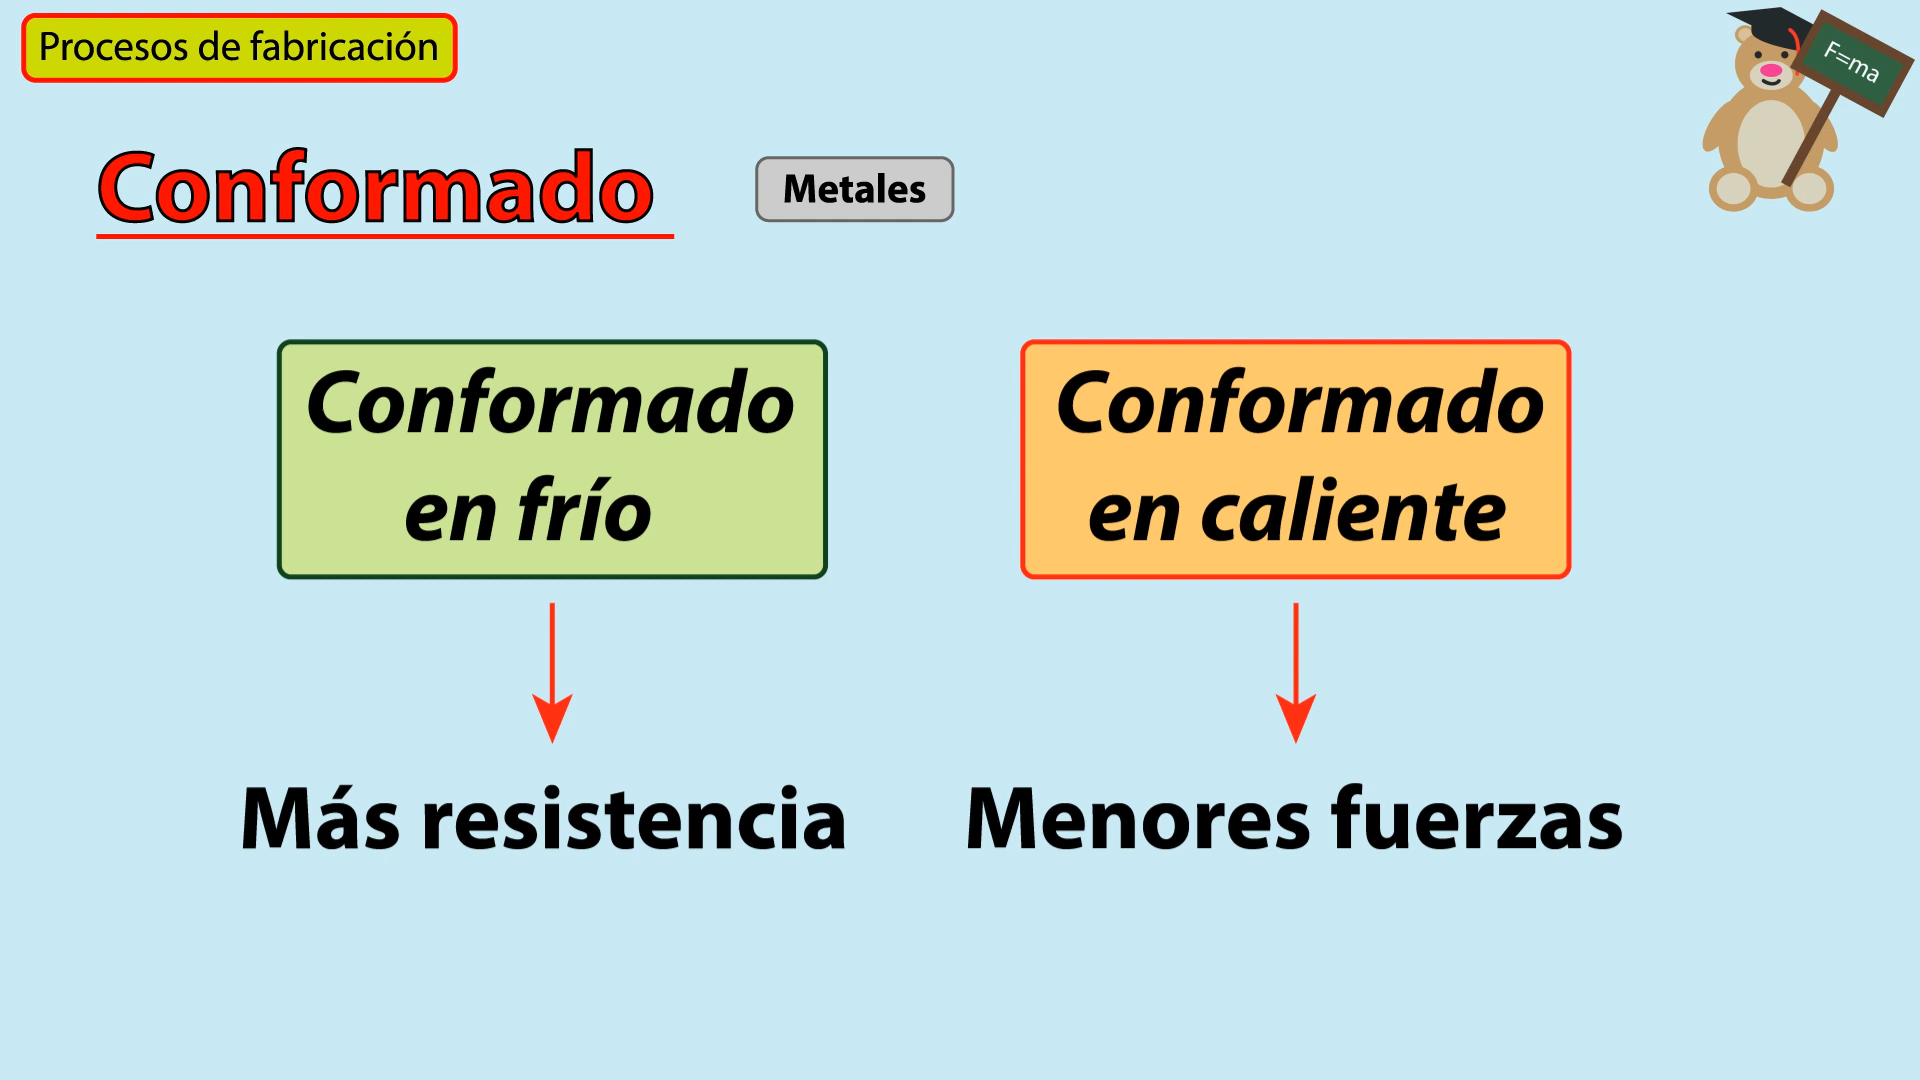 Procesos de fabricación
F=ma
Conformado
Metales
Conformado
en frío
Conformado
en caliente
Más resistencia
Menores fuerzas